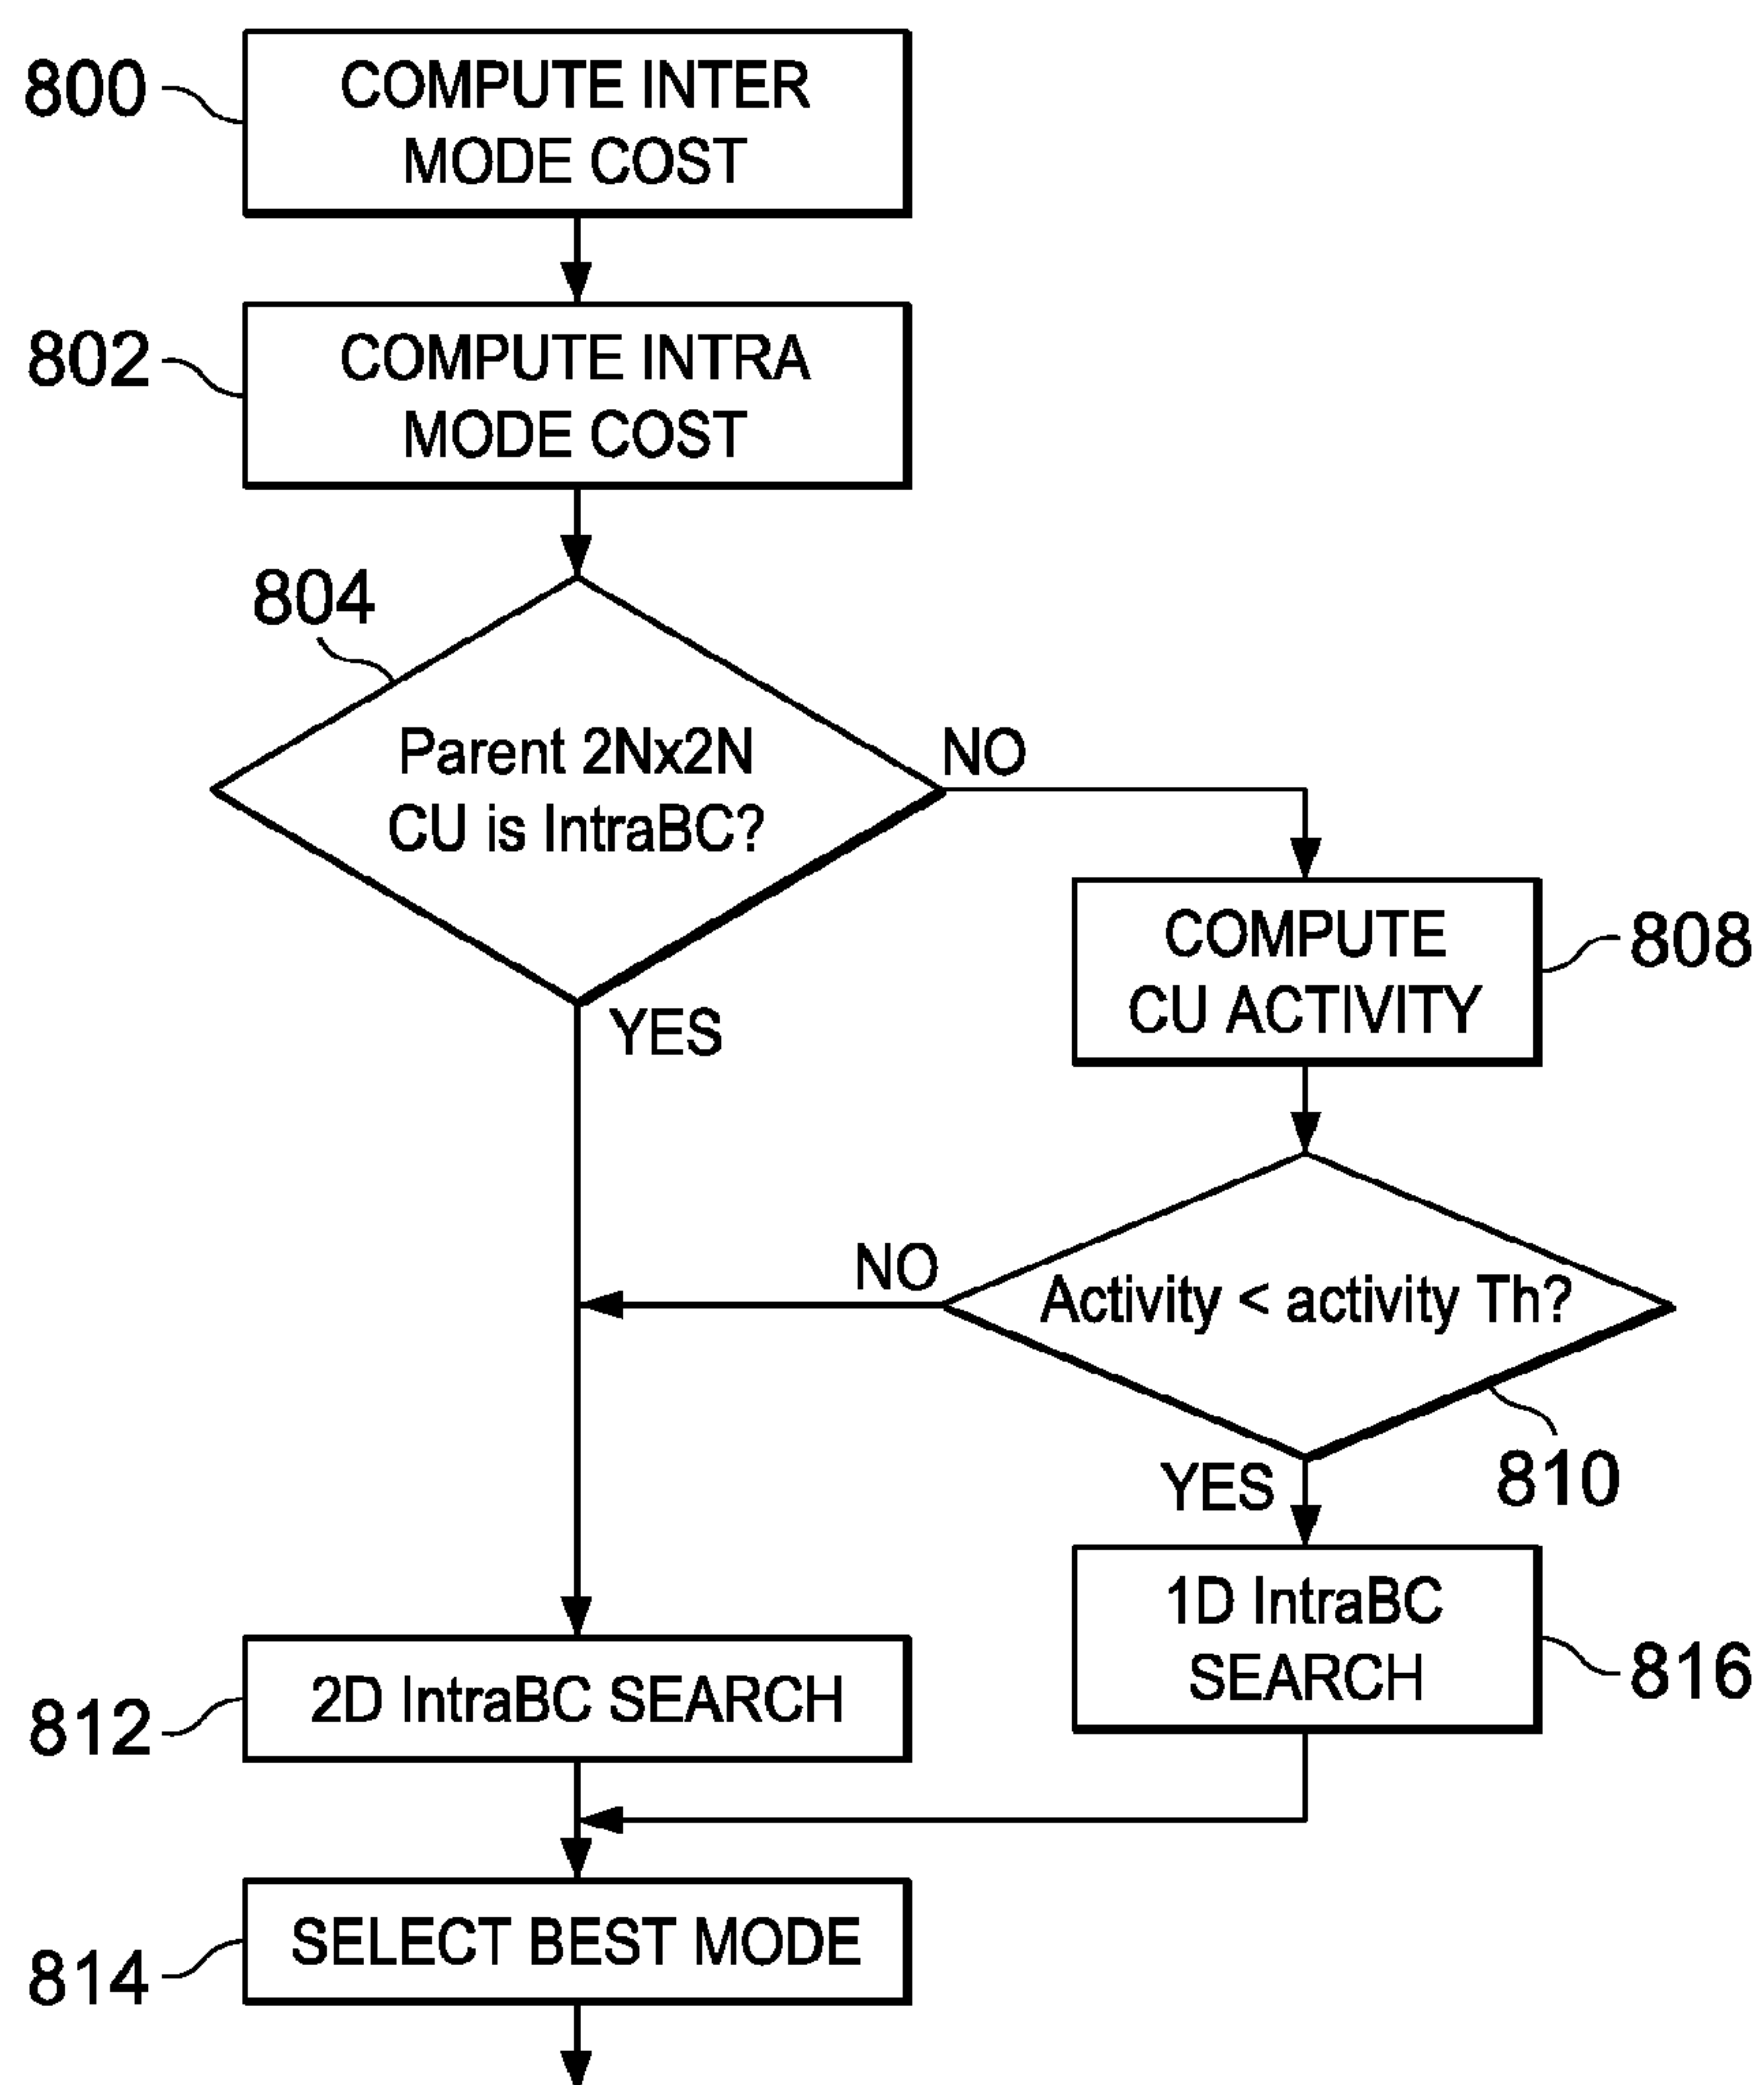 800
COMPUTE INTER
MODE COST
802
COMPUTE INTRA
MODE COST
804
Parent 2Nx2N
CU is IntraBC?
NO
YES
COMPUTE
CU ACTIVITY
808
NO
Activity < activity Th?
810
YES
1D IntraBC
SEARCH
816
2D IntraBC SEARCH
812
SELECT BEST MODE
814